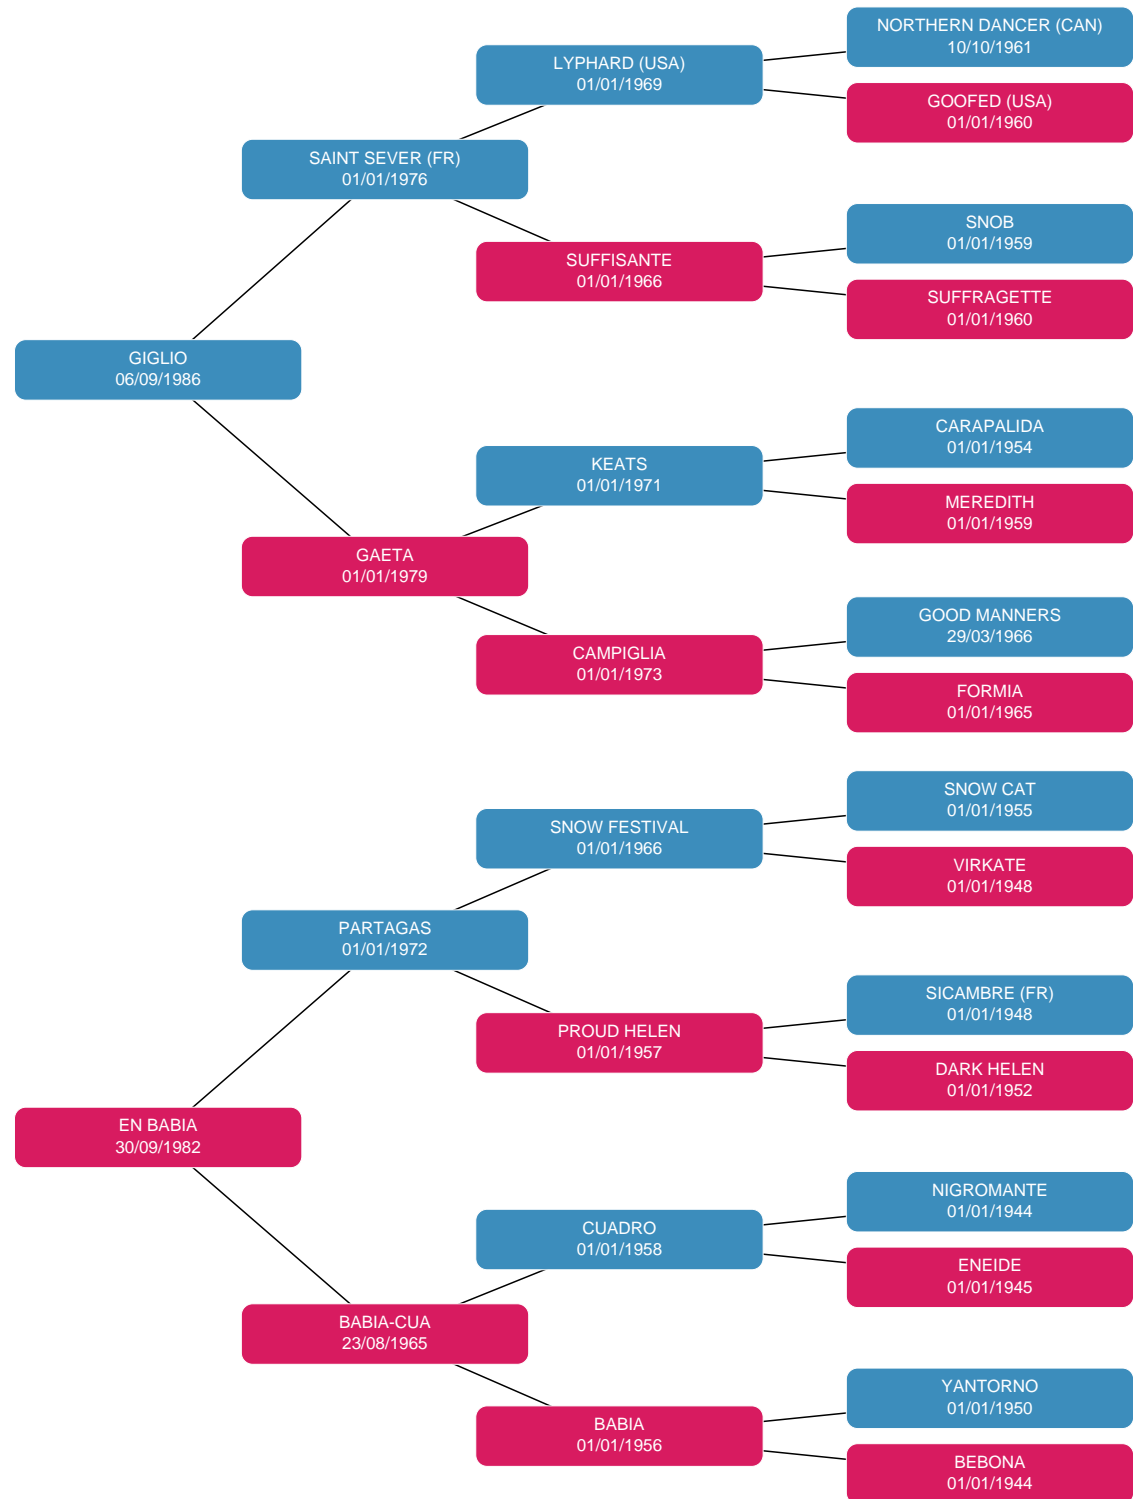 NORTHERN DANCER (CAN)
10/10/1961
LYPHARD (USA)
01/01/1969
GOOFED (USA)
01/01/1960
SAINT SEVER (FR)
01/01/1976
SNOB
01/01/1959
SUFFISANTE
01/01/1966
SUFFRAGETTE
01/01/1960
GIGLIO
06/09/1986
CARAPALIDA
01/01/1954
KEATS
01/01/1971
MEREDITH
01/01/1959
GAETA
01/01/1979
GOOD MANNERS
29/03/1966
CAMPIGLIA
01/01/1973
FORMIA
01/01/1965
SNOW CAT
01/01/1955
SNOW FESTIVAL
01/01/1966
VIRKATE
01/01/1948
PARTAGAS
01/01/1972
SICAMBRE (FR)
01/01/1948
PROUD HELEN
01/01/1957
DARK HELEN
01/01/1952
EN BABIA
30/09/1982
NIGROMANTE
01/01/1944
CUADRO
01/01/1958
ENEIDE
01/01/1945
BABIA-CUA
23/08/1965
YANTORNO
01/01/1950
BABIA
01/01/1956
BEBONA
01/01/1944